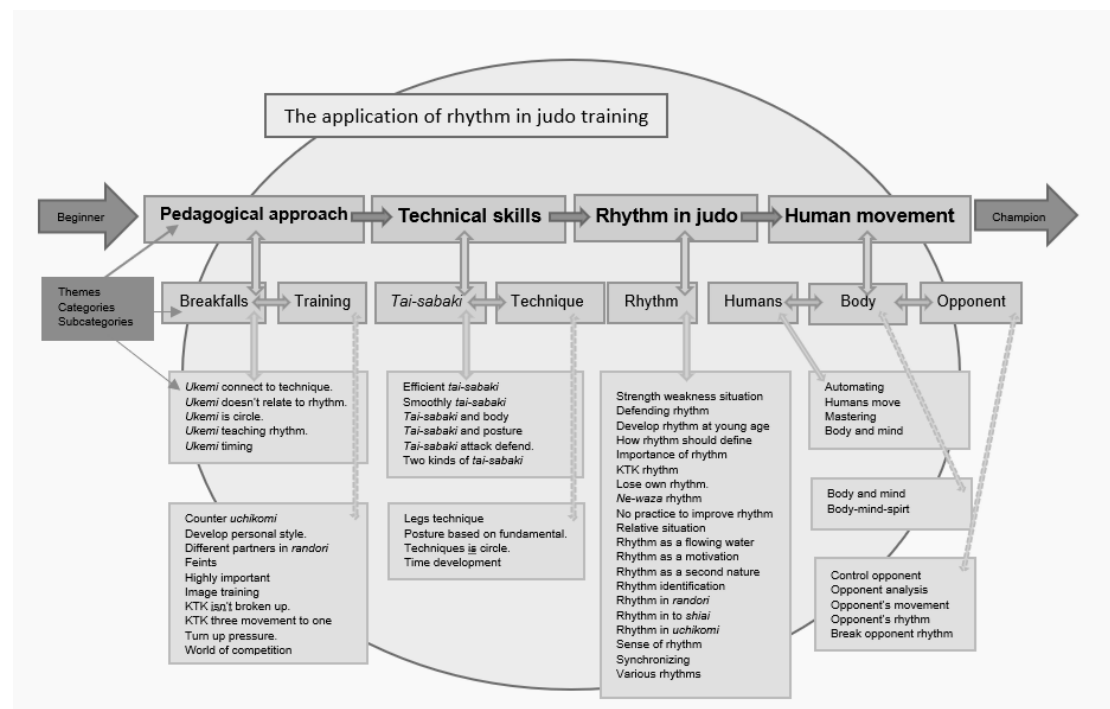 The application of rhythm in judo training
Beginner
Pedagogical approach
Technical skills
Rhythm in judo
Human movement
Champion
Themes
Categories
Subcategories
Breakfalls
Training
Tai-sabaki
Technique
Rhythm
Humans
Body
Opponent
Ukemi connect to technique.
Ukemi doesn't relate to rhythm.
Ukemi is circle.
Ukemi teaching rhythm.
Ukemi timing
Counter uchikomi
Develop personal style.
Different partners in randori
Feints
Highly important
Image training
KTK isn't broken up.
KTK three movement to one
Turn up pressure.
World of competition
Efficient tai-sabaki
Smoothly tai-sabaki
Tai-sabaki and body
Tai-sabaki and posture
Tai-sabaki attack defend.
Two kinds of tai-sabaki
Legs technique
Posture based on fundamental.
Techniques is circle.
Time development
Strength weakness situation
Defending rhythm
Develop rhythm at young age
How rhythm should define
Importance of rhythm
KTK rhythm
Lose own rhythm.
Ne-waza rhythm
No practice to improve rhythm
Relative situation
Rhythm as a flowing water
Rhythm as a motivation
Rhythm as a second nature
Rhythm identification
Rhythm in randori
Rhythm in to shiai
Rhythm in uchikomi
Sense of rhythm
Synchronizing
Various rhythms
Automating
Humans move
Mastering
Body and mind
Body and mind
Body-mind-spirt
Control opponent
Opponent analysis
Opponent's movement
Opponent's rhythm
Break opponent rhythm